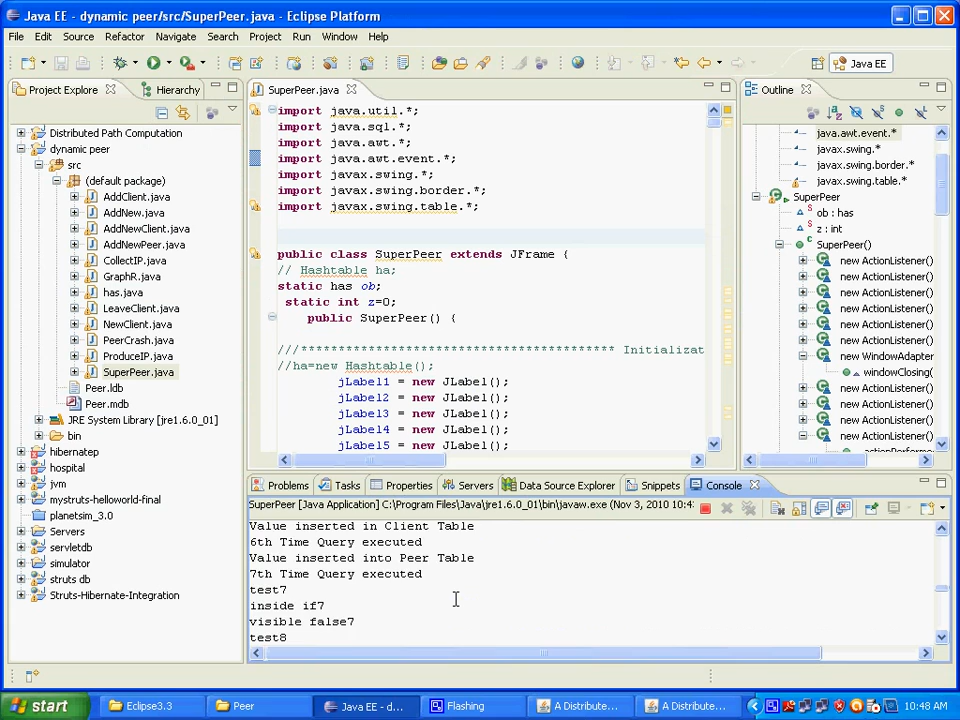 Java EE - dynamic peer/src/SuperPeer.java - Eclipse Platform
File Edit Source Refactor Navigate Search Project Run Window Help
Java EE
Project Explore
Hierarchy
Distributed Path Computation
dynamic peer
src
(default package)
AddClient.java
AddNew.java
AddNewClient.java
AddNewPeer.java
CollectIP.java
GraphR.java
has.java
LeaveClient.java
NewClient.java
PeerCrash.java
ProduceIP.java
SuperPeer.java
Peer.ldb
Peer.mdb
JRE System Library [jre1.6.0_01]
bin
hibernatep
hospital
jvm
mystruts-helloworld-final
planetsim_3.0
Servers
servletdb
simulator
struts db
Struts-Hibernate-Integration
SuperPeer.java
import java.util.*;
import java.sql.*;
import java.awt.*;
import java.awt.event.*;
import javax.swing.*;
import javax.swing.border.*;
import javax.swing.table.*;
public class SuperPeer extends JFrame {
// Hashtable ha;
static has ob;
static int z=0;
public SuperPeer() {
///***************************************** Initializat
//ha=new Hashtable();
jLabel1 = new JLabel();
jLabel2 = new JLabel();
jLabel3 = new JLabel();
jLabel4 = new JLabel();
jLabel5 = new JLabel();
Outline
java.awt.event.*
javax.swing.*
javax.swing.border.*
javax.swing.table.*
SuperPeer
ob : has
z : int
SuperPeer()
new ActionListener()
new ActionListener()
new ActionListener()
new ActionListener()
new ActionListener()
new ActionListener()
new WindowAdapter
windowClosing(
new ActionListener()
new ActionListener()
new ActionListener()
new ActionListener()
Problems Tasks Properties Servers Data Source Explorer Snippets Console
SuperPeer [Java Application] C:\Program Files\Java\jre1.6.0_01\bin\javaw.exe (Nov 3, 2010 10:4
Value inserted in Client Table
6th Time Query executed
Value inserted into Peer Table
7th Time Query executed
test7
inside if7
visible false7
test8
start
Eclipse3.3
Peer
Java EE - d...
Flashing
A Distribute...
A Distribute...
10:48 AM